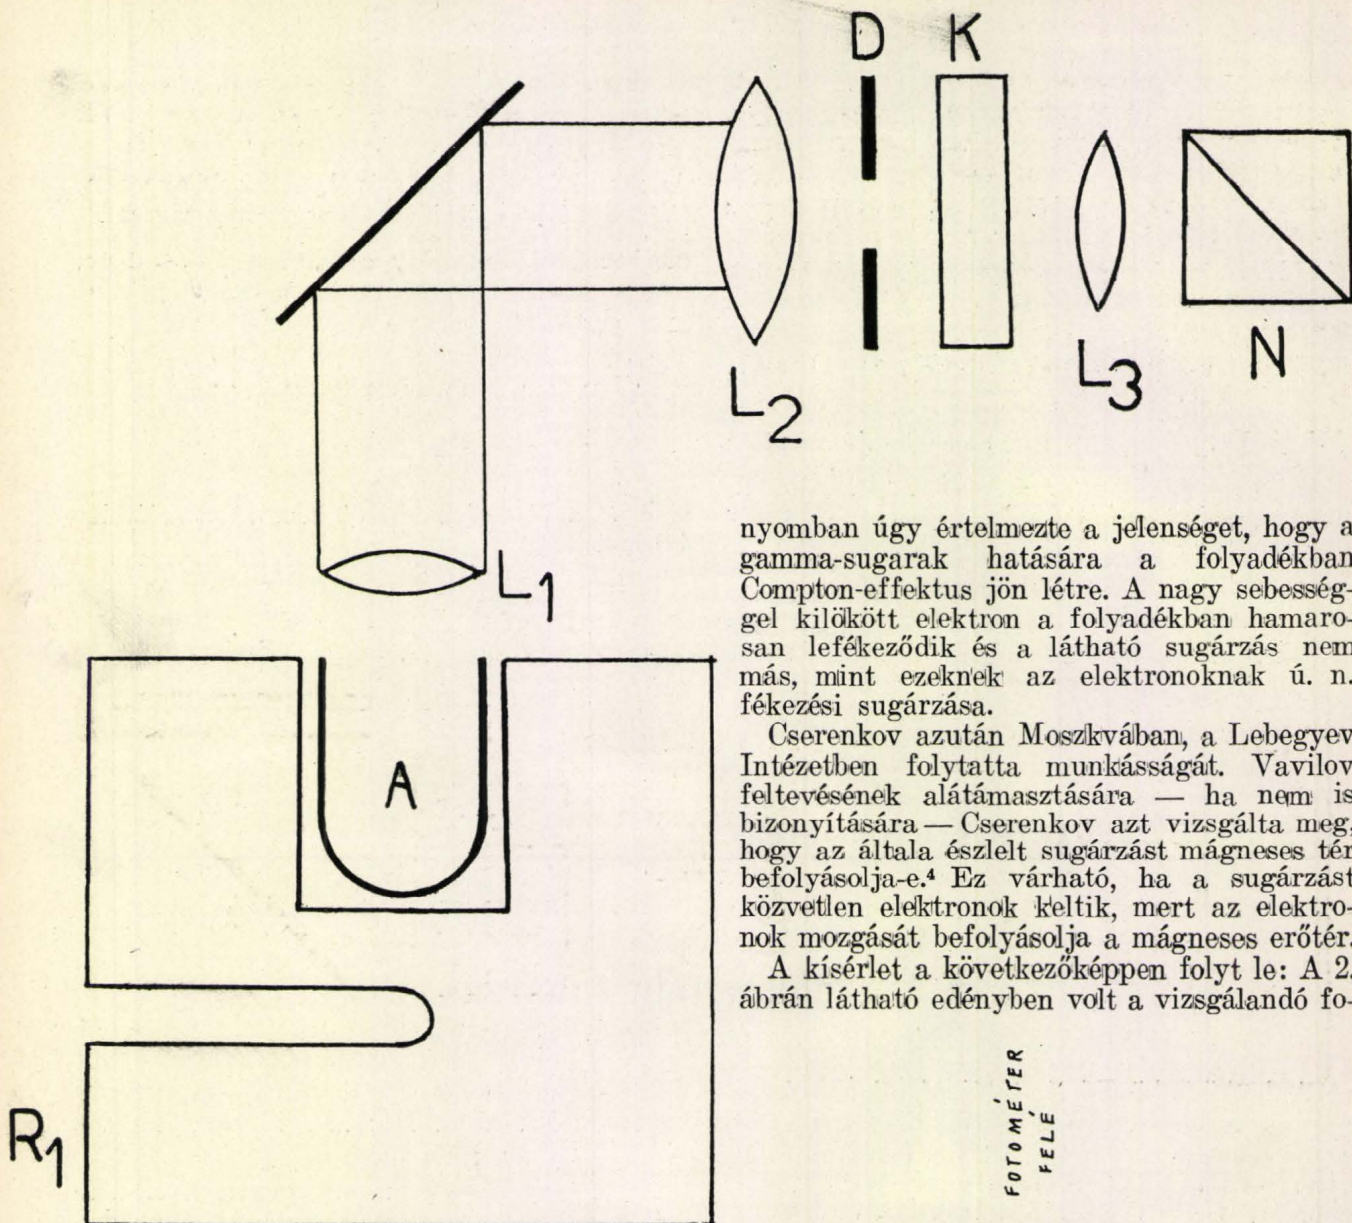 D
K
L2
L3
N
L1
A
R1
nyomban úgy értelmezte a jelenséget, hogy a
gamma-sugarak hatására a folyadékban
Compton-effektus jön létre. A nagy sebesség-
gel kilökött elektron a folyadékban hamaro-
san lefékeződik és a látható sugárzás nem
más, mint ezeknek az elektronoknak ú. n.
fékezési sugárzása.
Cserenkov azután Moszkvában, a Lebegyev
Intézetben folytatta munkásságát. Vavilov
feltevésének alátámasztására — ha nem is
bizonyítására — Cserenkov azt vizsgálta meg,
hogy az általa észlelt sugárzást mágneses tér
befolyásolja-e.⁴ Ez várható, ha a sugárzást
közvetlen elektronok keltik, mert az elektro-
nok mozgását befolyásolja a mágneses erőtér.
A kísérlet a következőképpen folyt le: A 2.
ábrán látható edényben volt a vizsgálandó fo-
FOTOMÉTER
FELÉ